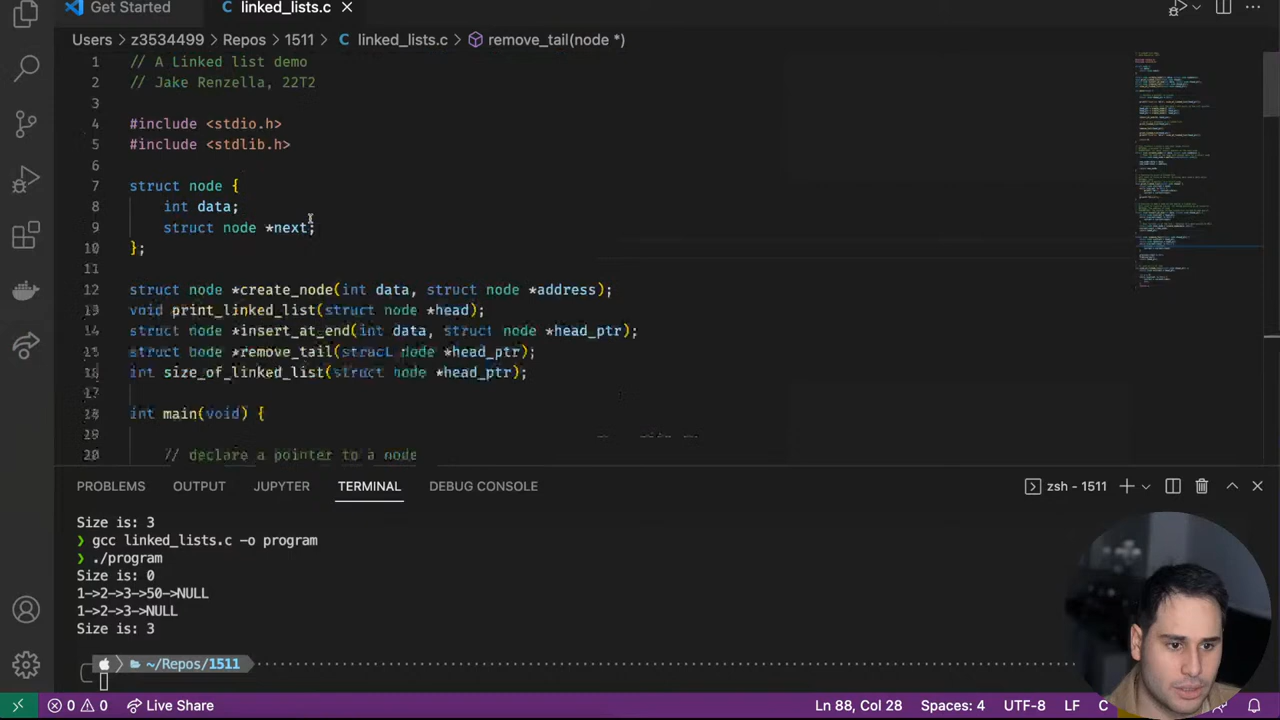 Get Started
linked_lists.c
Users > z3534499 > Repos > 1511 > linked_lists.c > remove_tail(node *)
1 // A Linked list demo
2 // Jake Renzella, 22T2
3
4 #include <stdio.h>
5 #include <stdlib.h>
6
7 struct node {
8 int data;
9 struct node *next;
10 };
11
12 struct node *create_node(int data, struct node *address);
13 void print_linked_list(struct node *head);
14 struct node *insert_at_end(int data, struct node *head_ptr);
15 struct node *remove_tail(struct node *head_ptr);
16 int size_of_linked_list(struct node *head_ptr);
17
18 int main(void) {
19
20 // declare a pointer to a node
PROBLEMS OUTPUT JUPYTER TERMINAL DEBUG CONSOLE
zsh - 1511
Size is: 3
❯ gcc linked_lists.c -o program
❯ ./program
Size is: 0
1->2->3->50->NULL
1->2->3->NULL
Size is: 3
~/Repos/1511
0 0 Live Share Ln 88, Col 28 Spaces: 4 UTF-8 LF C